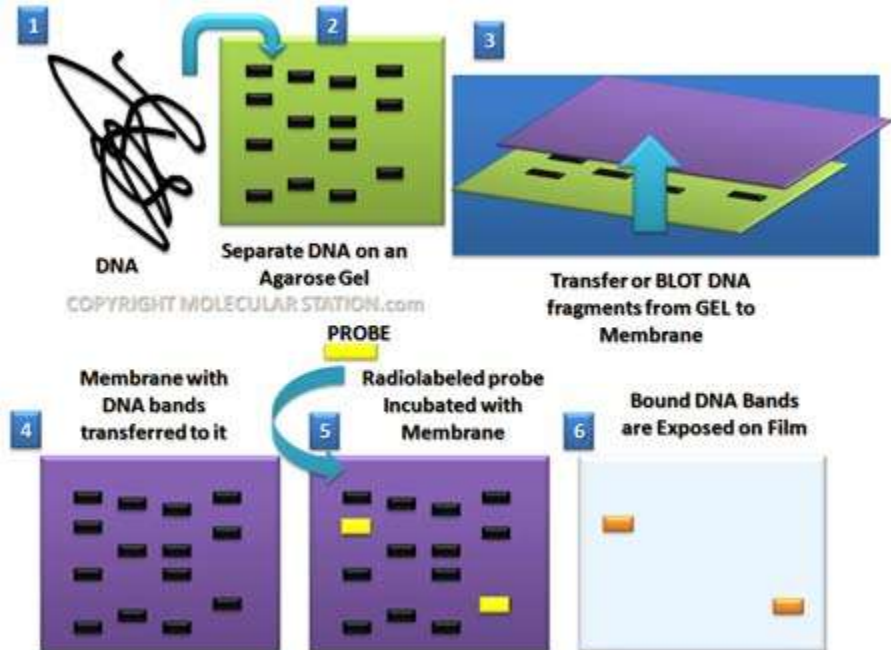 1
DNA
2
Separate DNA on an
Agarose Gel
3
Transfer or BLOT DNA
fragments from GEL to
Membrane
COPYRIGHT MOLECULAR STATION.com
4
Membrane with
DNA bands
transferred to it
PROBE
5
Radiolabeled probe
Incubated with
Membrane
6
Bound DNA Bands
are Exposed on Film